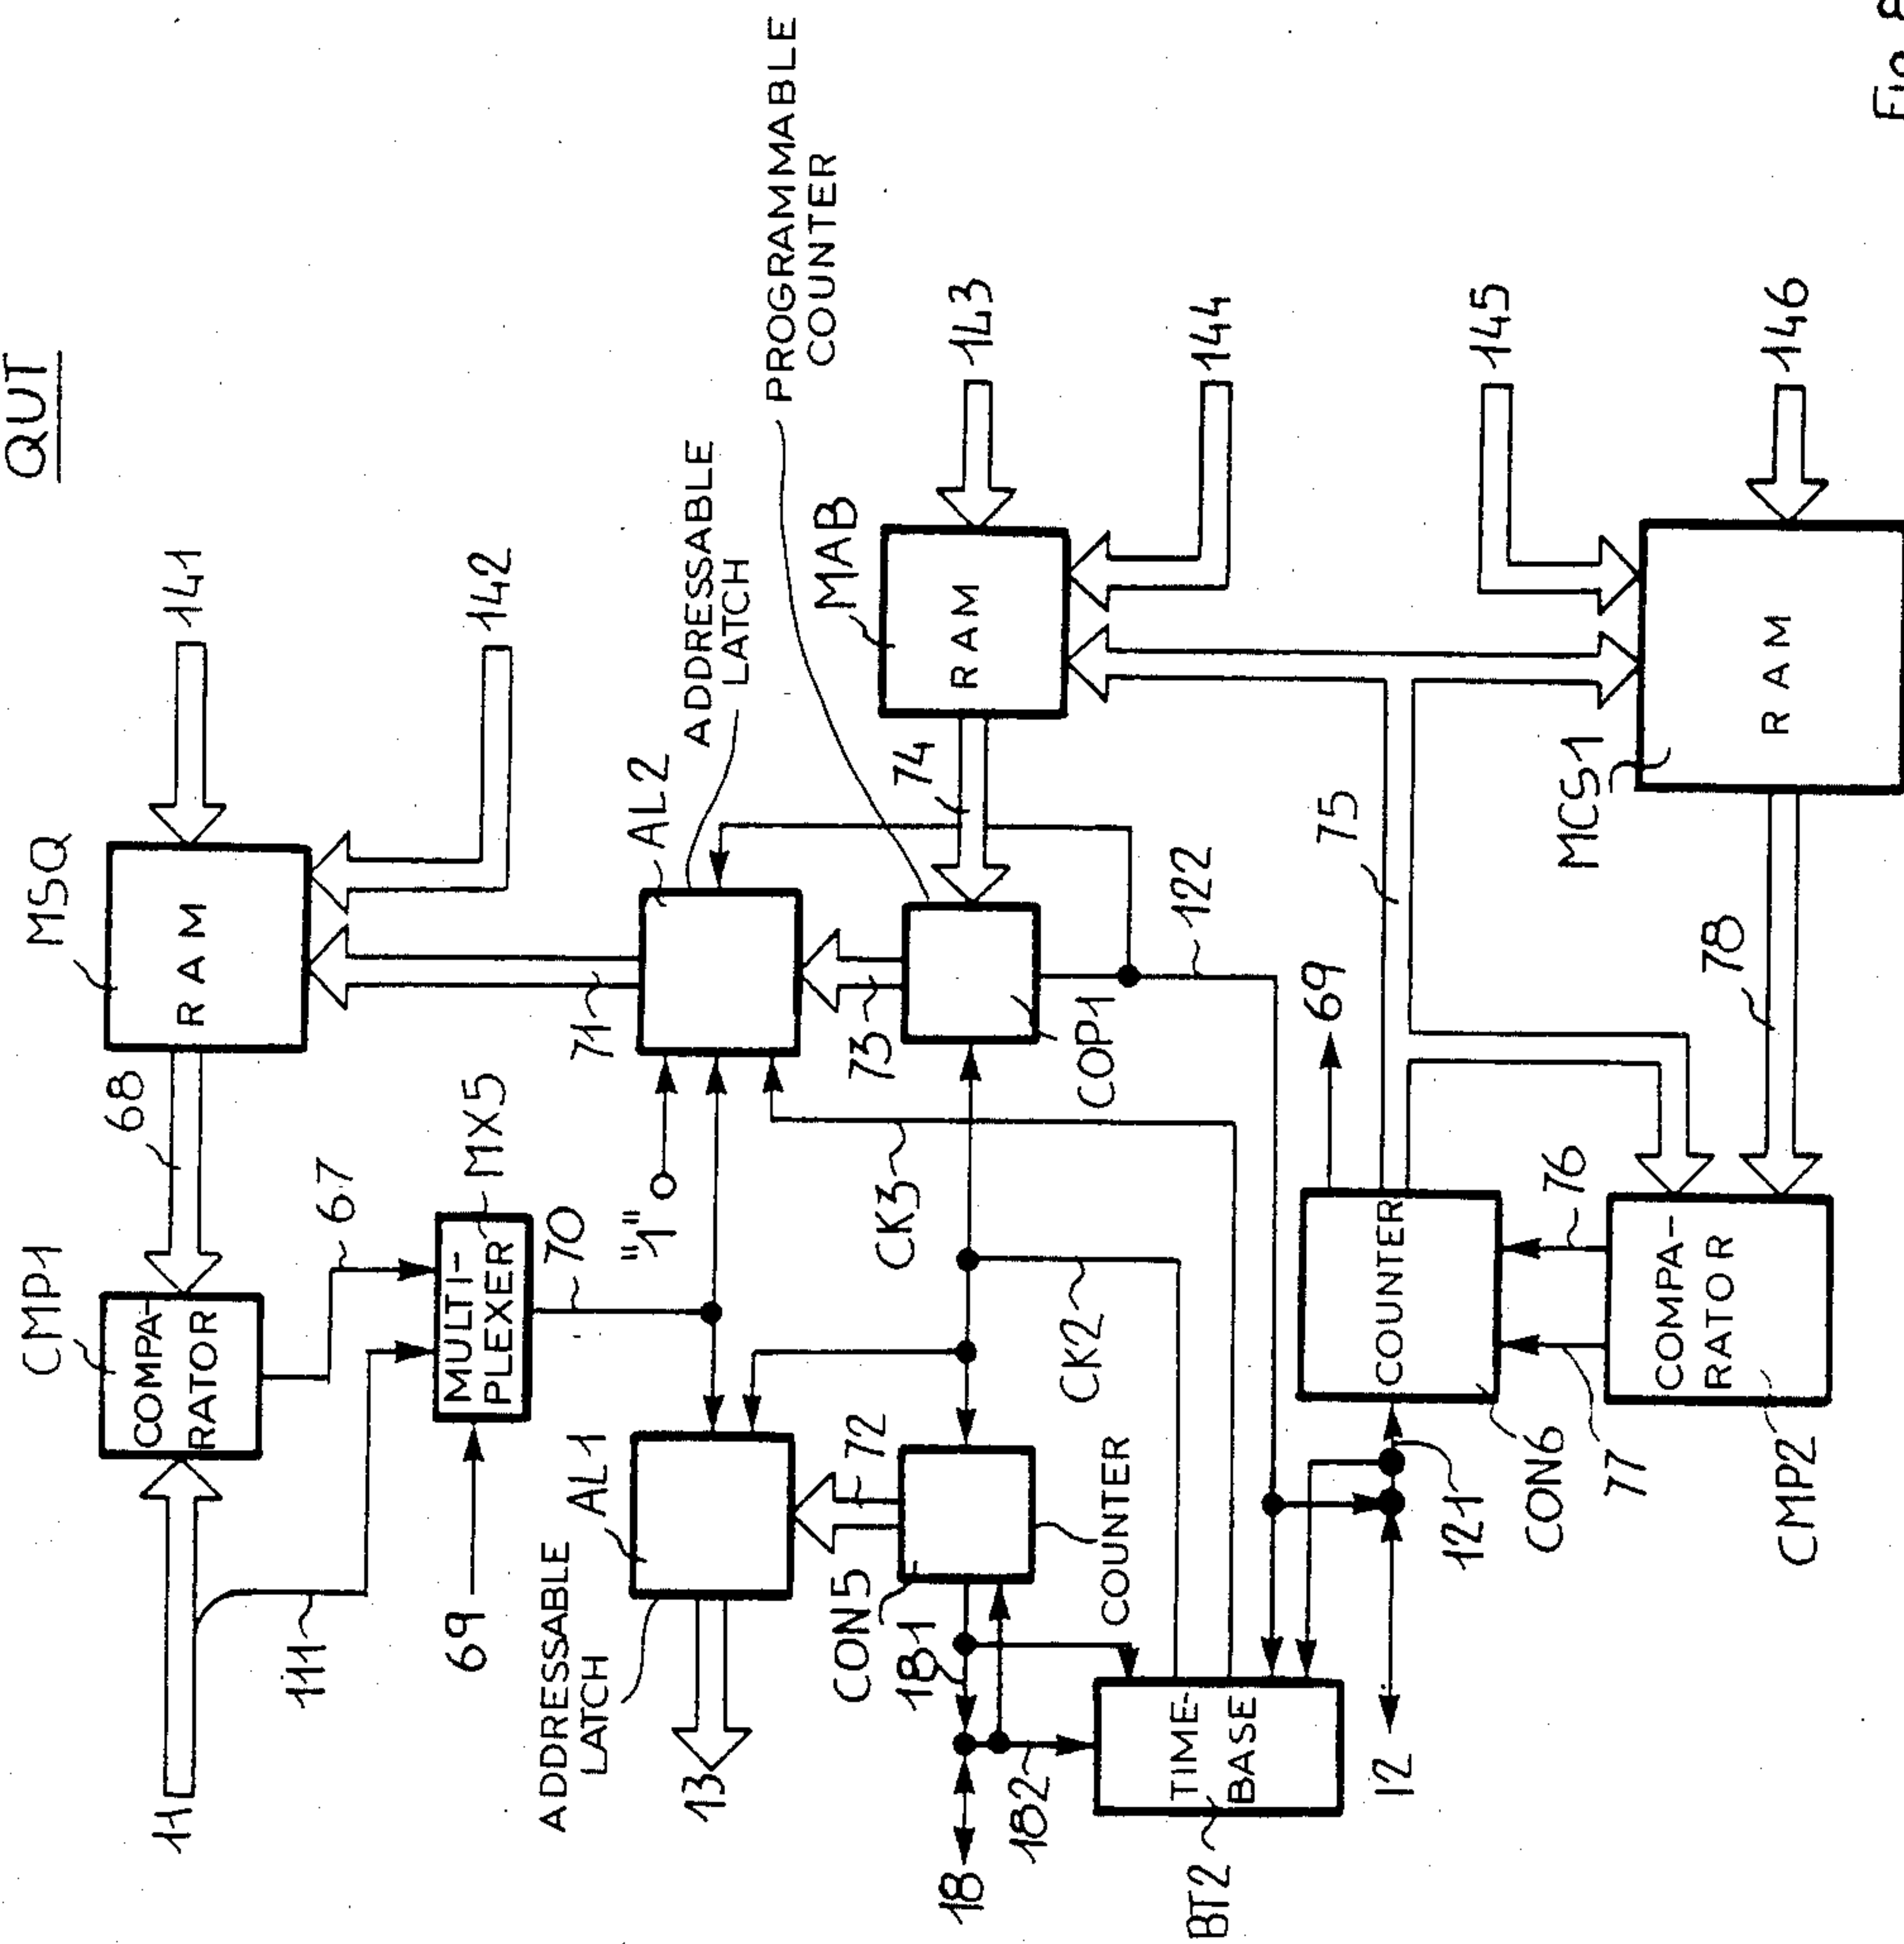 QUT
11
111
CMP1
COMPA-
RATOR
68
MSQ
RAM
141
142
67
MULTI-
PLEXER
MX5
69
70
"1"
71
AL2
ADDRESSABLE
LATCH
PROGRAMMABLE
COUNTER
ADDRESSABLE
LATCH
AL1
13
72
CK3
73
74
MAB
RAM
143
144
COP1
122
CON5
181
18
182
COUNTER
CK2
TIME-
BASE
BT2
12
121
COUNTER
CON6
69
75
76
77
COMPA-
RATOR
CMP2
78
MCS1
RAM
145
146
Fig. 8